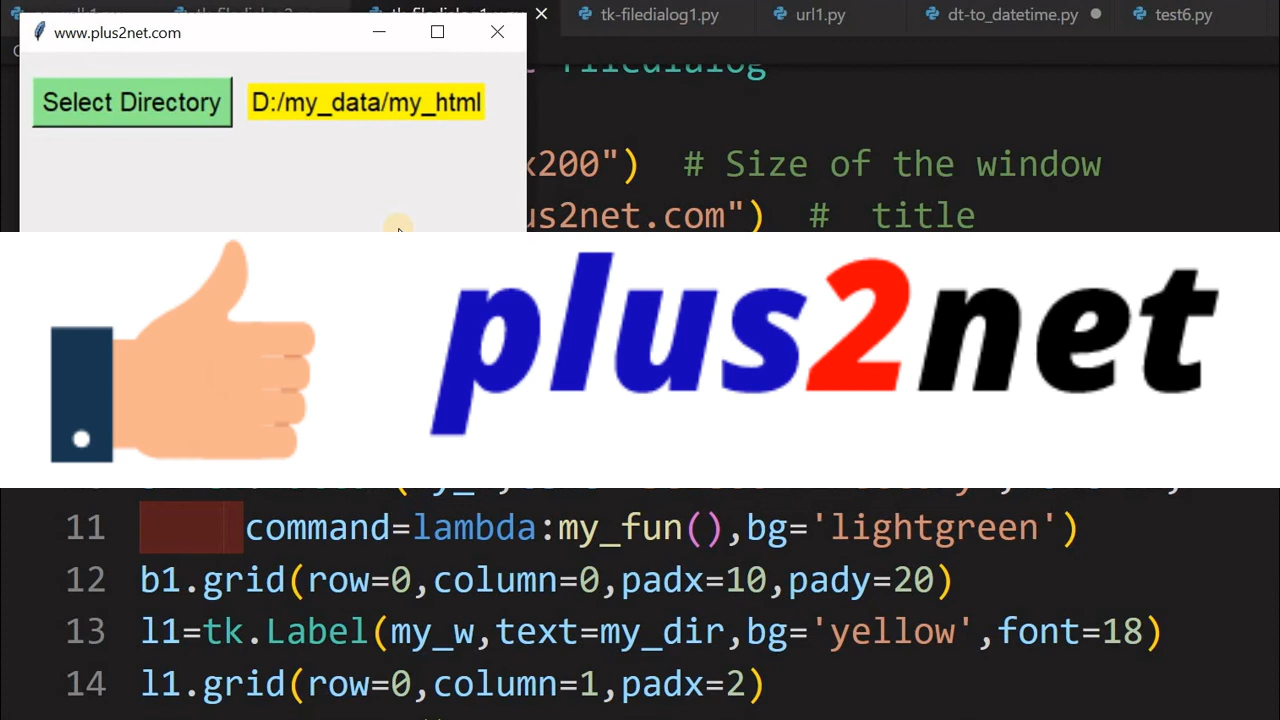 tk-filedialog1.py
url1.py
dt-to_datetime.py
test6.py
www.plus2net.com
filedialog
Select Directory
D:/my_data/my_html
x200") # Size of the window
us2net.com") # title
plus2net
11 command=lambda:my_fun(),bg='lightgreen')
12 b1.grid(row=0,column=0,padx=10,pady=20)
13 l1=tk.Label(my_w,text=my_dir,bg='yellow',font=18)
14 l1.grid(row=0,column=1,padx=2)